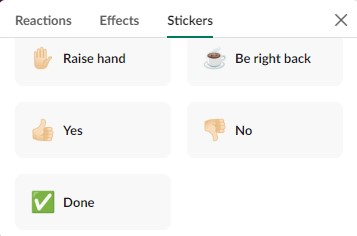 Reactions Effects Stickers
Raise hand Be right back
Yes No
Done